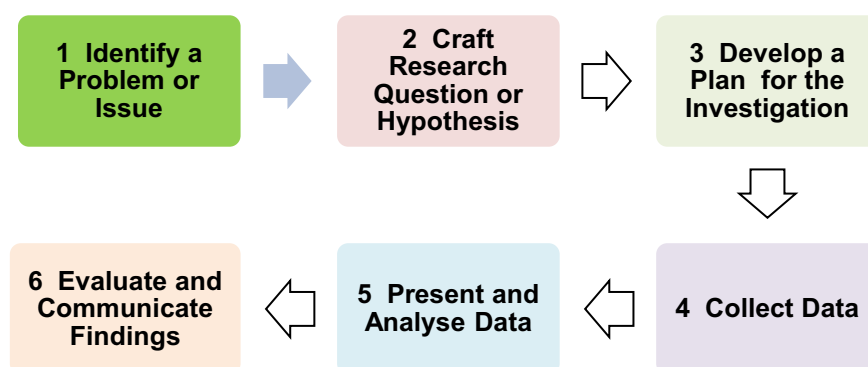 1 Identify a
Problem or
Issue
2 Craft
Research
Question or
Hypothesis
3 Develop a
Plan for the
Investigation
6 Evaluate and
Communicate
Findings
5 Present and
Analyse Data
4 Collect Data